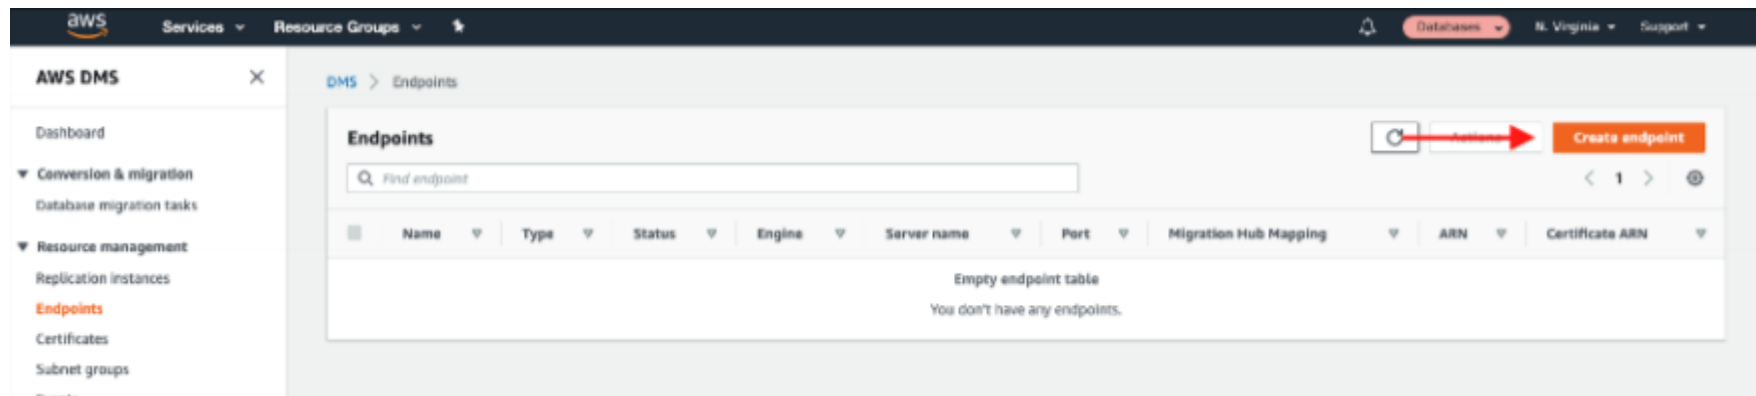 aws Services Resource Groups Databases N. Virginia Support
AWS DMS
DMS > Endpoints
Dashboard
Endpoints
Actions
Create endpoint
Conversion & migration
Find endpoint
1
Database migration tasks
Name Type Status Engine Server name Port Migration Hub Mapping ARN Certificate ARN
Resource management
Replication instances
Empty endpoint table
Endpoints
You don't have any endpoints.
Certificates
Subnet groups